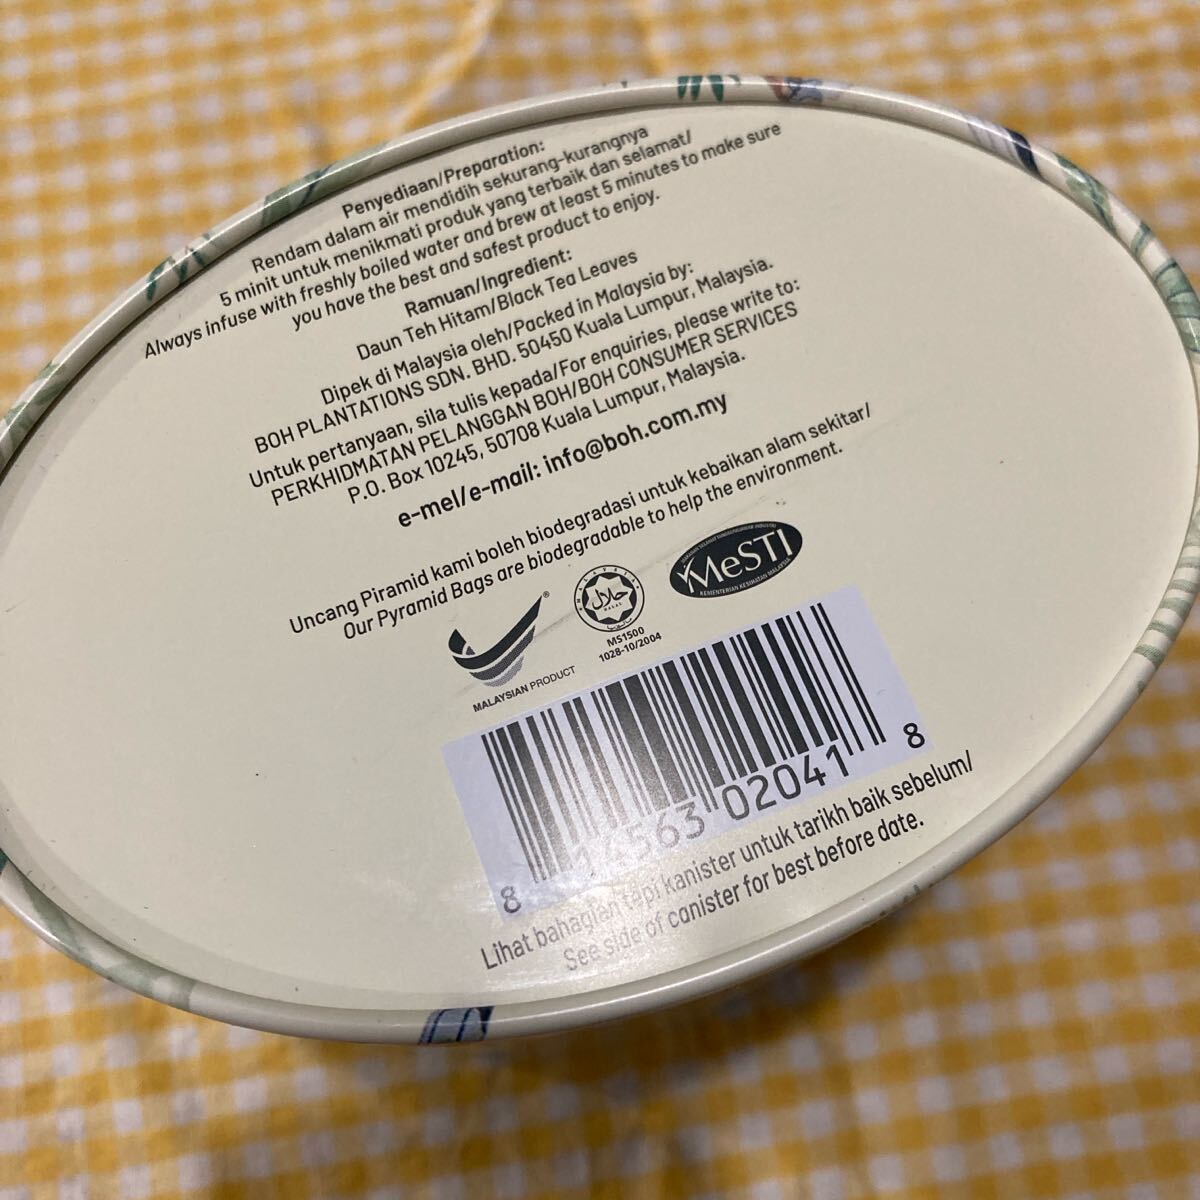 Penyediaan/Preparation:
Rendam dalam air mendidih sekurang-kurangnya
5 minit untuk menikmati produk yang terbaik dan selamat/
Always infuse with freshly boiled water and brew at least 5 minutes to make sure
you have the best and safest product to enjoy.
Ramuan/Ingredient:
Daun Teh Hitam/Black Tea Leaves
Dipek di Malaysia oleh/Packed in Malaysia by:
BOH PLANTATIONS SDN. BHD. 50450 Kuala Lumpur, Malaysia.
Untuk pertanyaan, sila tulis kepada/For enquiries, please write to:
PERKHIDMATAN PELANGGAN BOH/BOH CONSUMER SERVICES
P.O. Box 10245, 50708 Kuala Lumpur, Malaysia.
e-mel/e-mail: info@boh.com.my
Uncang Piramid kami boleh biodegradasi untuk kebaikan alam sekitar/
Our Pyramid Bags are biodegradable to help the environment.
®
MALAYSIAN PRODUCT
حلال
HALAL
MS1500
1028-10/2004
MeSTI
KEMENTERIAN KESIHATAN MALAYSIA
8 14563 02041 8
Lihat bahagian tepi kanister untuk tarikh baik sebelum/
See side of canister for best before date.